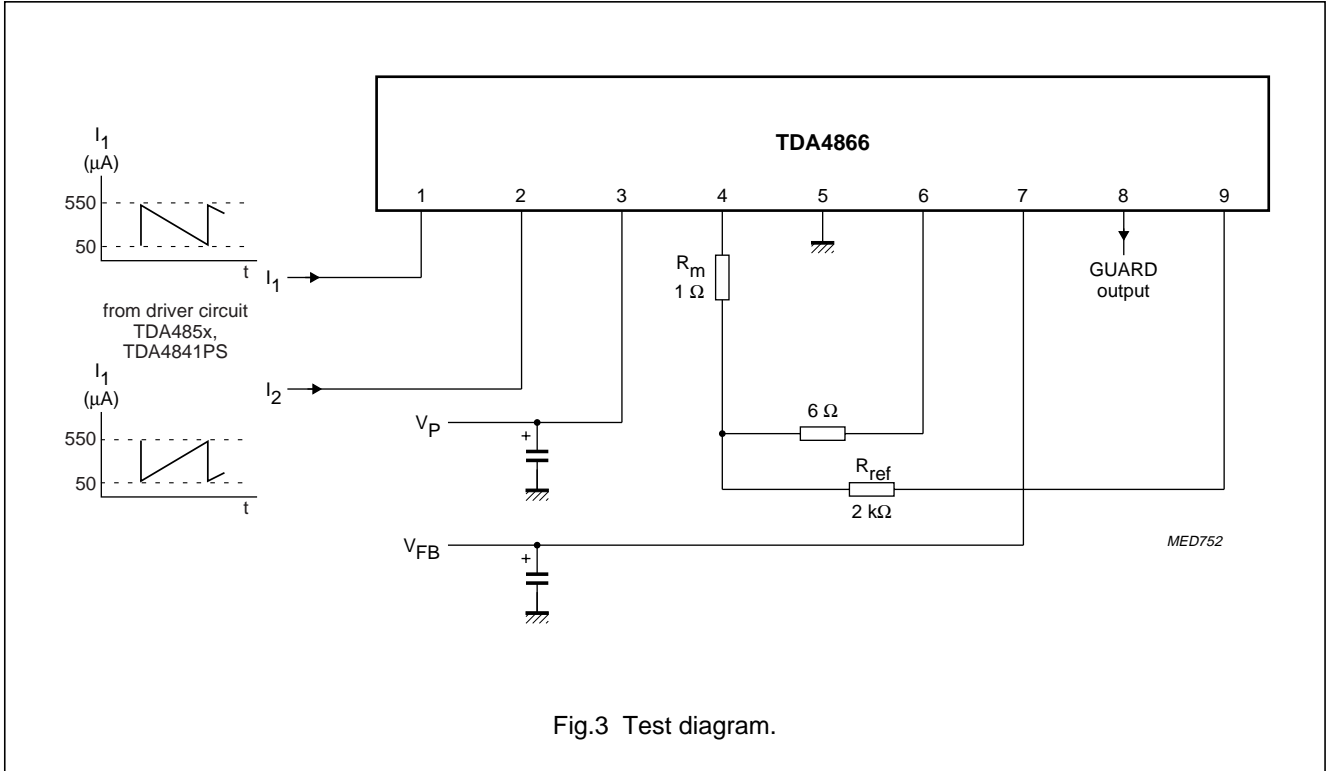 TDA4866
1 2 3 4 5 6 7 8 9
I1
(μA)
550
50
t
I1
from driver circuit
TDA485x,
TDA4841PS
I1
(μA)
550
50
t
I2
Rm
1 Ω
GUARD
output
6 Ω
VP
+
Rref
2 kΩ
VFB
+
MED752
Fig.3 Test diagram.